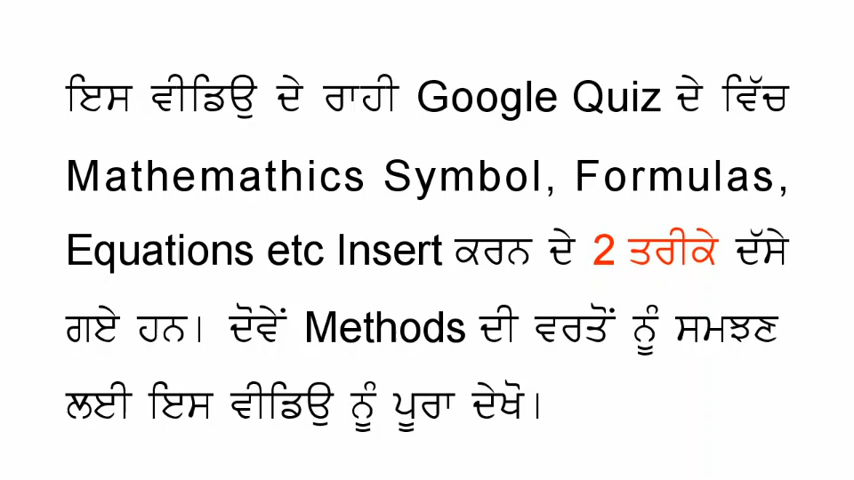 ਇਸ ਵੀਡਿਉ ਦੇ ਰਾਹੀ Google Quiz ਦੇ ਵਿੱਚ
Mathemathics Symbol, Formulas,
Equations etc Insert ਕਰਨ ਦੇ 2 ਤਰੀਕੇ ਦੱਸੇ
ਗਏ ਹਨ। ਦੋਵੇਂ Methods ਦੀ ਵਰਤੋਂ ਨੂੰ ਸਮਝਣ
ਲਈ ਇਸ ਵੀਡਿਉ ਨੂੰ ਪੂਰਾ ਦੇਖੋ।